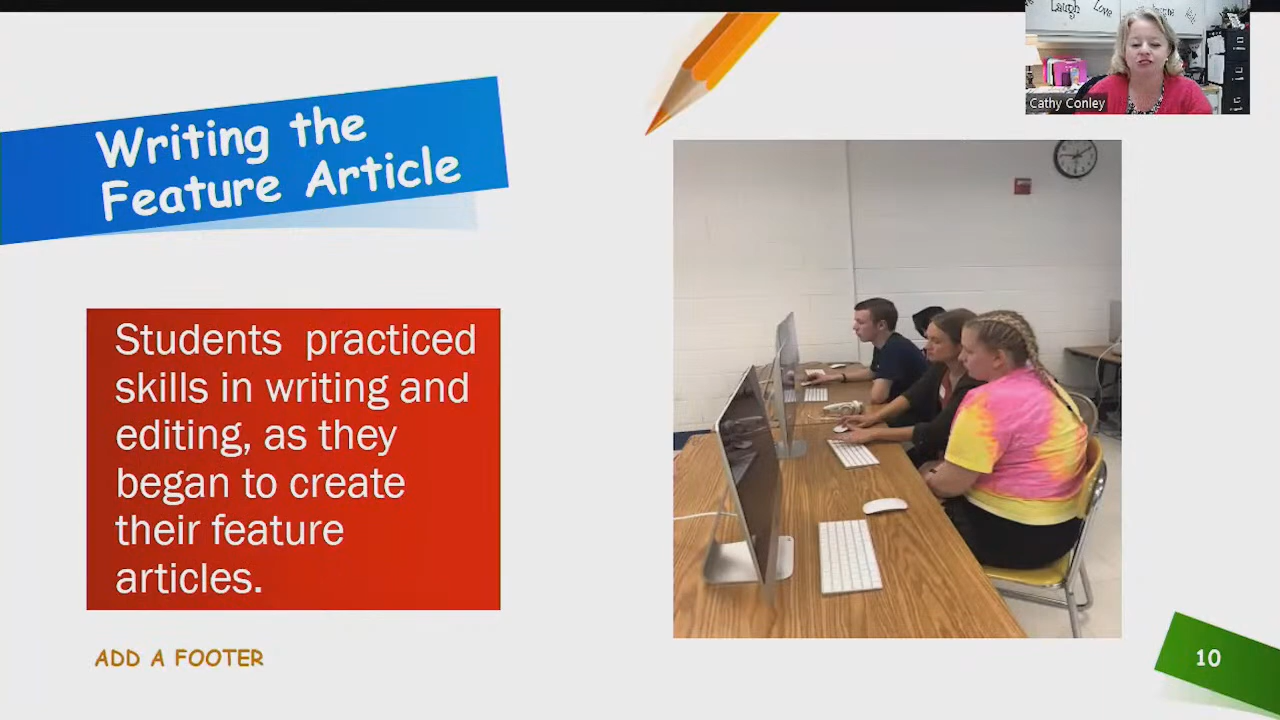 Laugh
Love
Cathy Conley
Writing the
Feature Article
Students practiced
skills in writing and
editing, as they
began to create
their feature
articles.
ADD A FOOTER
10